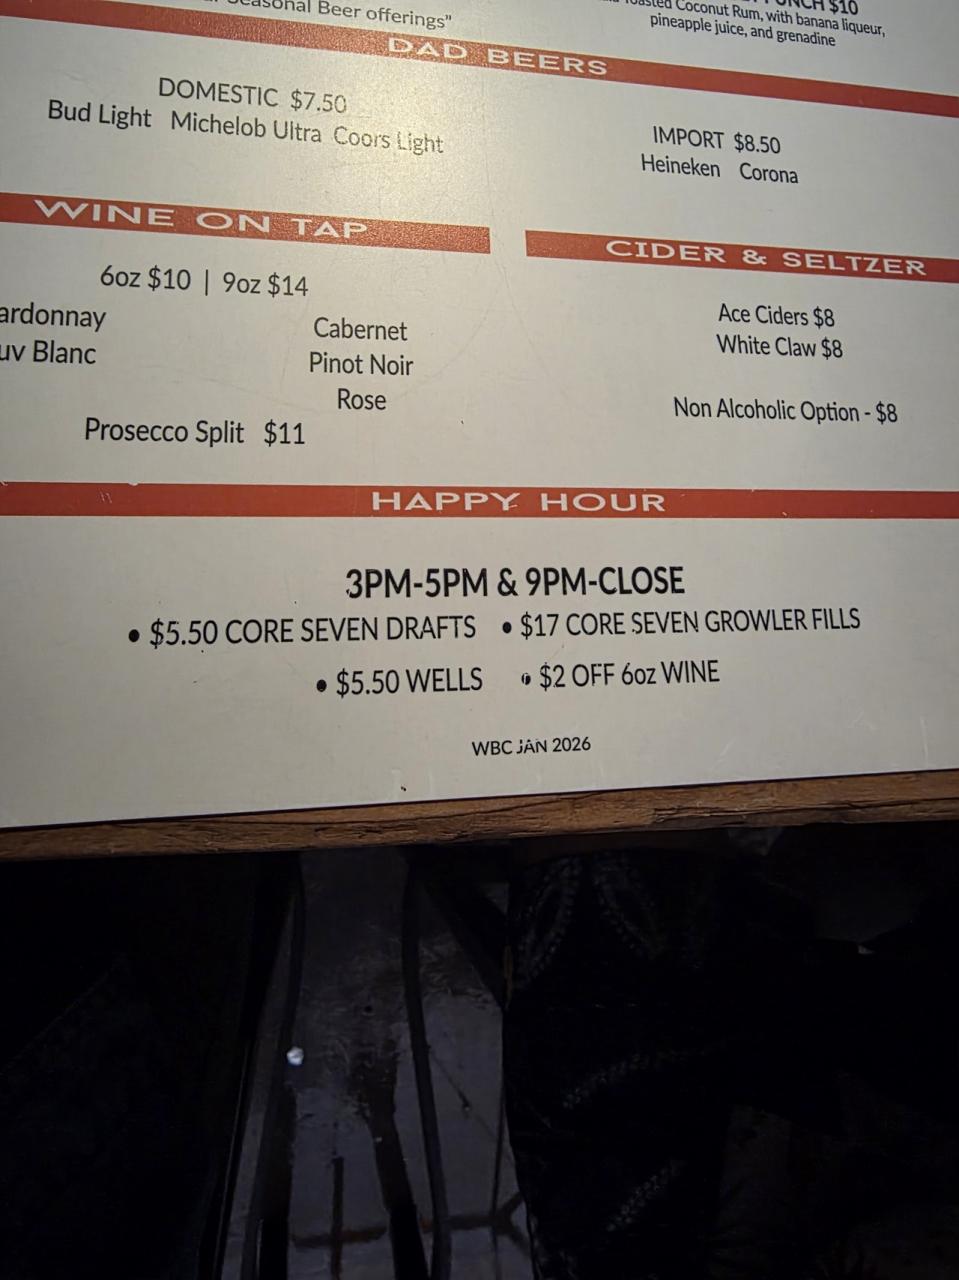 Seasonal Beer offerings"
PUNCH $10
Toasted Coconut Rum, with banana liqueur,
pineapple juice, and grenadine
DAD BEERS
DOMESTIC $7.50
Bud Light Michelob Ultra Coors Light
IMPORT $8.50
Heineken Corona
WINE ON TAP
6oz $10 | 9oz $14
ardonnay
uv Blanc
Cabernet
Pinot Noir
Rose
Prosecco Split $11
CIDER & SELTZER
Ace Ciders $8
White Claw $8
Non Alcoholic Option - $8
HAPPY HOUR
3PM-5PM & 9PM-CLOSE
• $5.50 CORE SEVEN DRAFTS • $17 CORE SEVEN GROWLER FILLS
• $5.50 WELLS • $2 OFF 6oz WINE
WBC JAN 2026